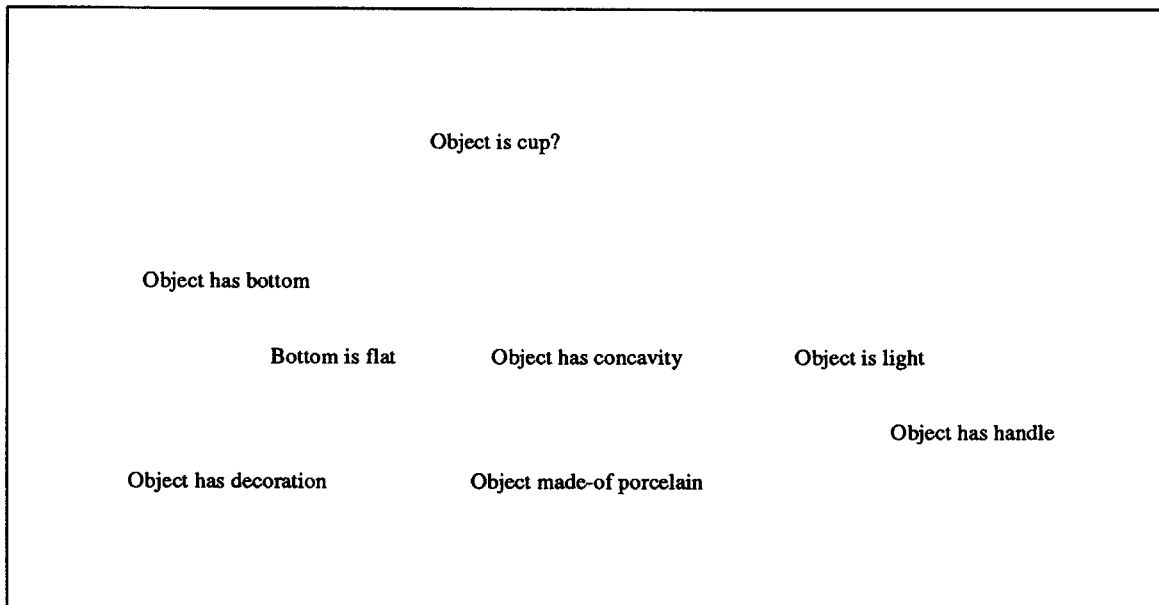 Object is cup?
Object has bottom
Bottom is flat
Object has concavity
Object is light
Object has handle
Object has decoration
Object made-of porcelain